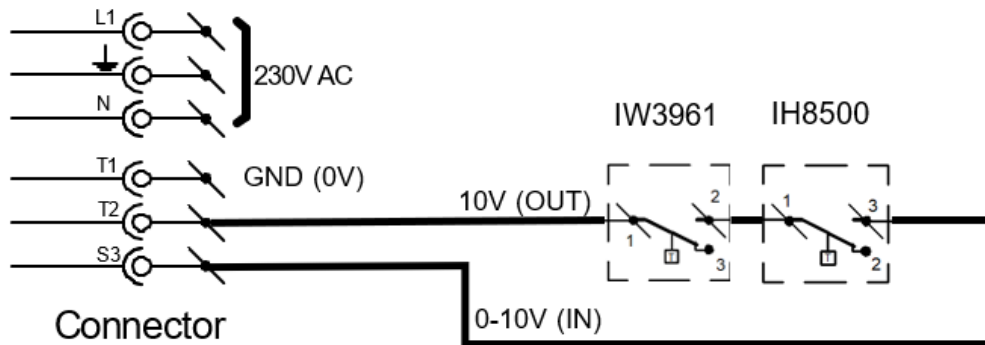 L1
230V AC
N
IW3961 IH8500
T1 GND (0V)
T2 10V (OUT) 1 2 3 1 3 2
T T
S3 0-10V (IN)
Connector